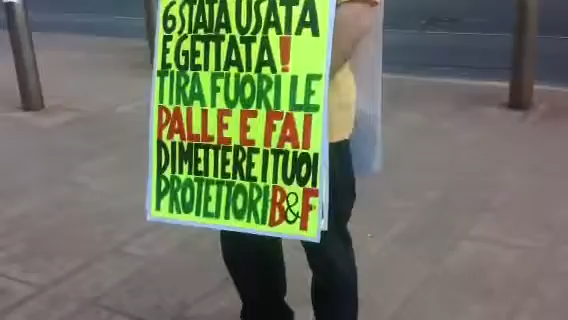 6 STATA USATA
E GETTATA!
TIRA FUORI LE
PALLE E FAI
DIMETTERE I TUOI
PROTETTORI B&F